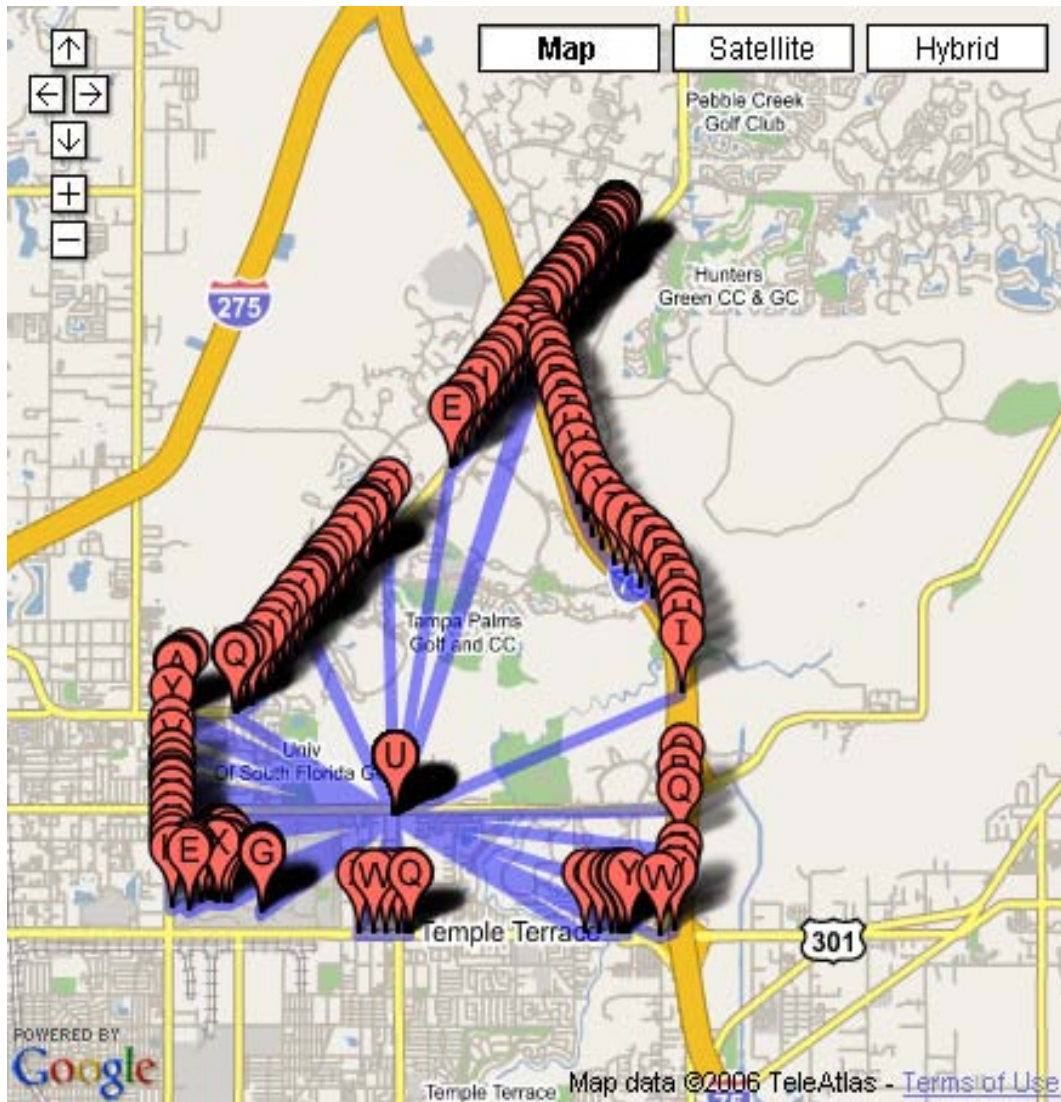 Map
Satellite
Hybrid
Pebble Creek
Golf Club
275
Hunters
Green CC & GC
E
Tampa Palms
Golf and CC
I
A
Q
Y
Univ
Of South Florida G
U
Q
E
X
G
W
Q
Y
W
Temple Terrace
301
POWERED BY
Google
Temple Terrace
Map data ©2006 TeleAtlas - Terms of Use